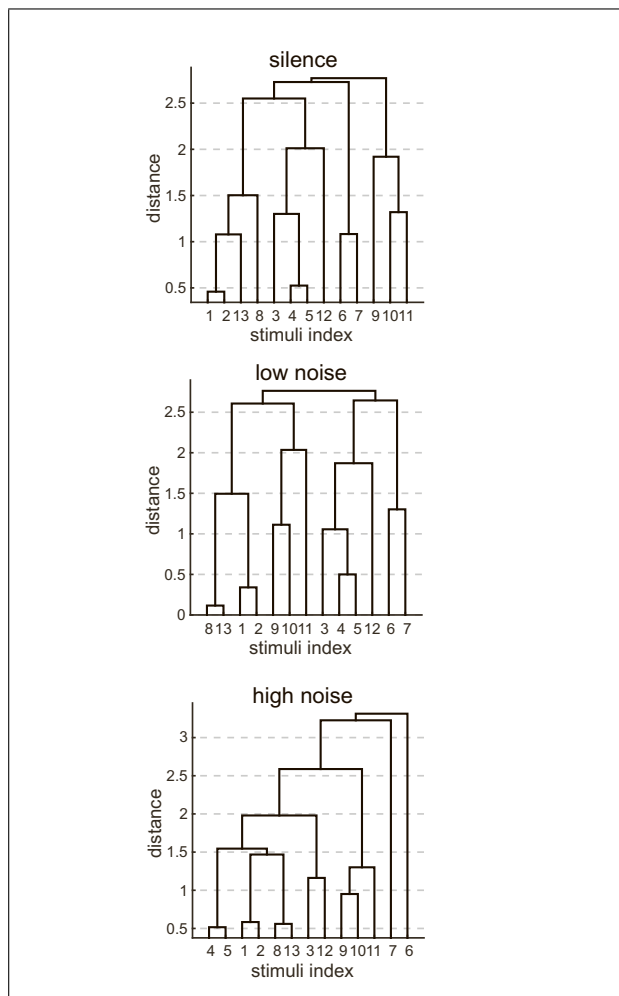 silence
2.5
2
1.5
1
0.5
distance
1 2 13 8 3 4 5 12 6 7 9 10 11
stimuli index
low noise
2.5
2
1.5
1
0.5
0
distance
8 13 1 2 9 10 11 3 4 5 12 6 7
stimuli index
high noise
3
2.5
2
1.5
1
0.5
distance
4 5 1 2 8 13 3 12 9 10 11 7 6
stimuli index